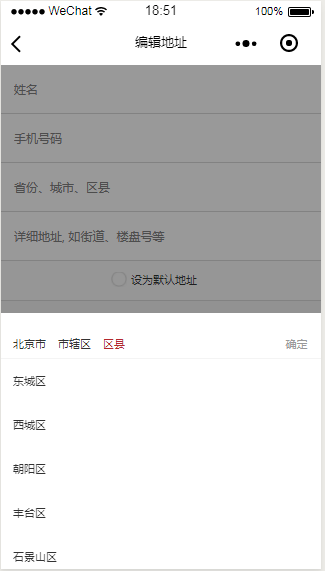 ●●●●● WeChat 18:51 100%
编辑地址
姓名
手机号码
省份、城市、区县
详细地址, 如街道、楼盘号等
设为默认地址
北京市 市辖区 区县 确定
东城区
西城区
朝阳区
丰台区
石景山区